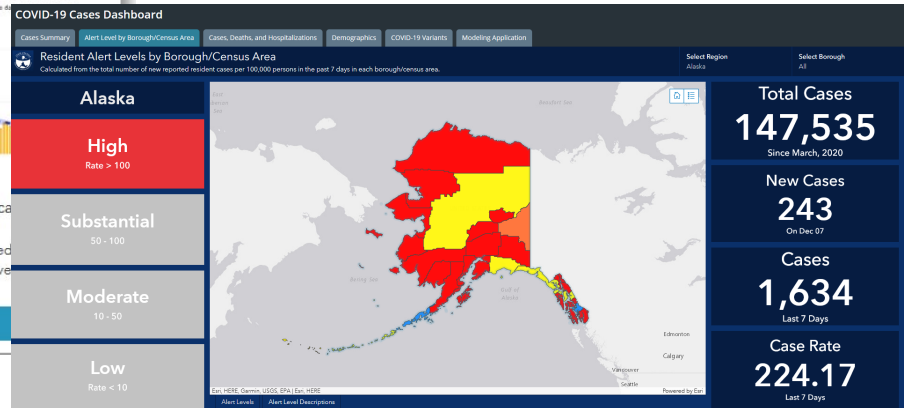 COVID-19 Cases Dashboard
Cases Summary
Alert Level by Borough/Census Area
Cases, Deaths, and Hospitalizations
Demographics
COVID-19 Variants
Modeling Application
Resident Alert Levels by Borough/Census Area
Calculated from the total number of new reported resident cases per 100,000 persons in the past 7 days in each borough/census area.
Select Region
Alaska
Select Borough
All
Alaska
High
Rate > 100
Substantial
50 - 100
Moderate
10 - 50
Low
Rate < 10
Beaufort Sea
Bering Sea
Gulf of
Alaska
Edmonton
Calgary
Vancouver
Seattle
Esri, HERE, Garmin, USGS, EPA | Esri, HERE
Powered by Esri
Alert Levels
Alert Level Descriptions
Total Cases
147,535
Since March, 2020
New Cases
243
On Dec 07
Cases
1,634
Last 7 Days
Case Rate
224.17
Last 7 Days